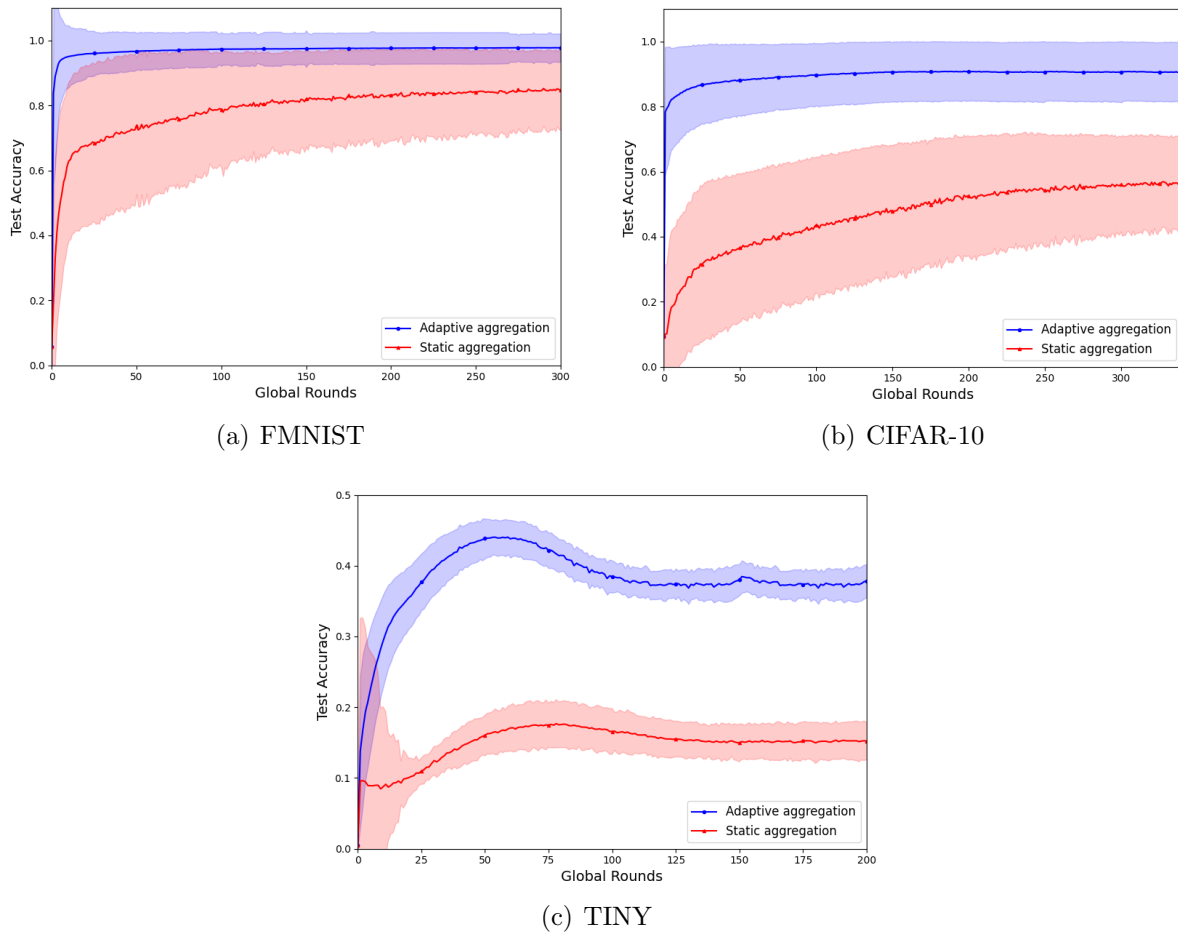 1.0
0.8
0.6
0.4
0.2
0.0
Test Accuracy
0 50 100 150 200 250 300
Global Rounds
Adaptive aggregation
Static aggregation
(a) FMNIST
1.0
0.8
0.6
0.4
0.2
0.0
Test Accuracy
0 50 100 150 200 250 300
Global Rounds
Adaptive aggregation
Static aggregation
(b) CIFAR-10
0.5
0.4
0.3
0.2
0.1
0.0
Test Accuracy
0 25 50 75 100 125 150 175 200
Global Rounds
Adaptive aggregation
Static aggregation
(c) TINY